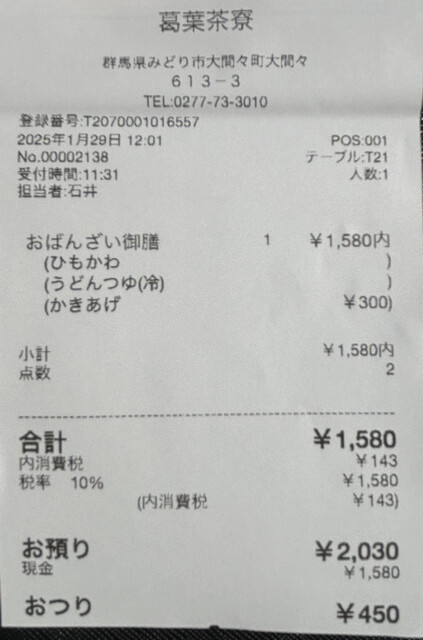 葛葉茶寮
群馬県みどり市大間々町大間々
613-3
TEL:0277-73-3010
登録番号:T2070001016557
2025年1月29日 12:01 POS:001
No.00002138 テーブル:T21
受付時間:11:31 人数:1
担当者:石井
おばんざい御膳 1 ¥1,580内
(ひもかわ )
(うどんつゆ(冷) )
(かきあげ ¥300)
小計 ¥1,580内
点数 2
合計 ¥1,580
内消費税 ¥143
税率 10% ¥1,580
(内消費税 ¥143)
お預り ¥2,030
現金 ¥1,580
おつり ¥450